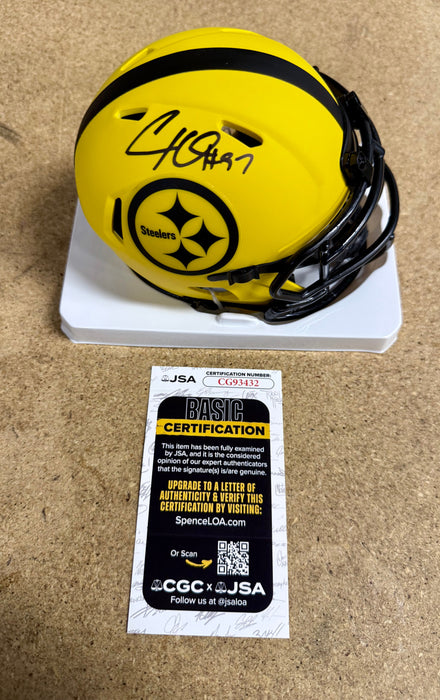 #97
Steelers
JSA
CERTIFICATION NUMBER:
CG93432
BASIC
CERTIFICATION
This item has been fully examined
by JSA, and it is the considered
opinion of our expert authenticators
that the signature(s) is/are genuine.
UPGRADE TO A LETTER OF
AUTHENTICITY & VERIFY THIS
CERTIFICATION BY VISITING:
SpenceLOA.com
Or Scan
CGC x JSA
Follow us at @jsaloa